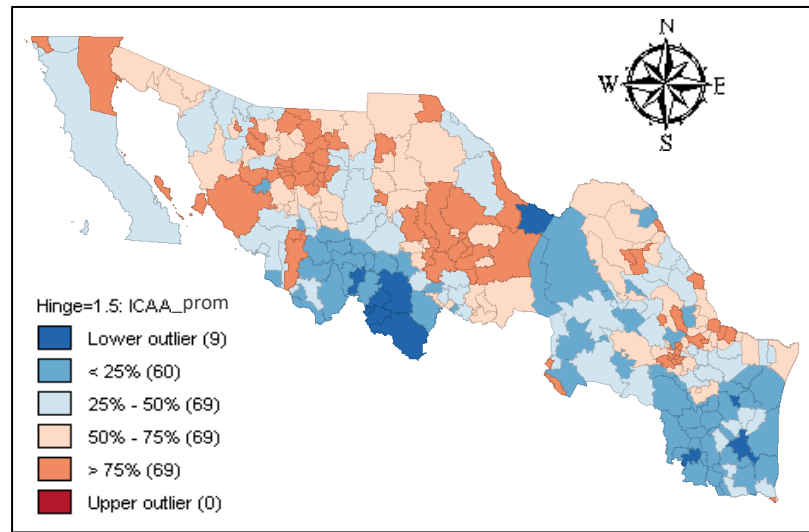 N
W E
S
Hinge=1.5: ICAA_prom
Lower outlier (9)
< 25% (60)
25% - 50% (69)
50% - 75% (69)
> 75% (69)
Upper outlier (0)